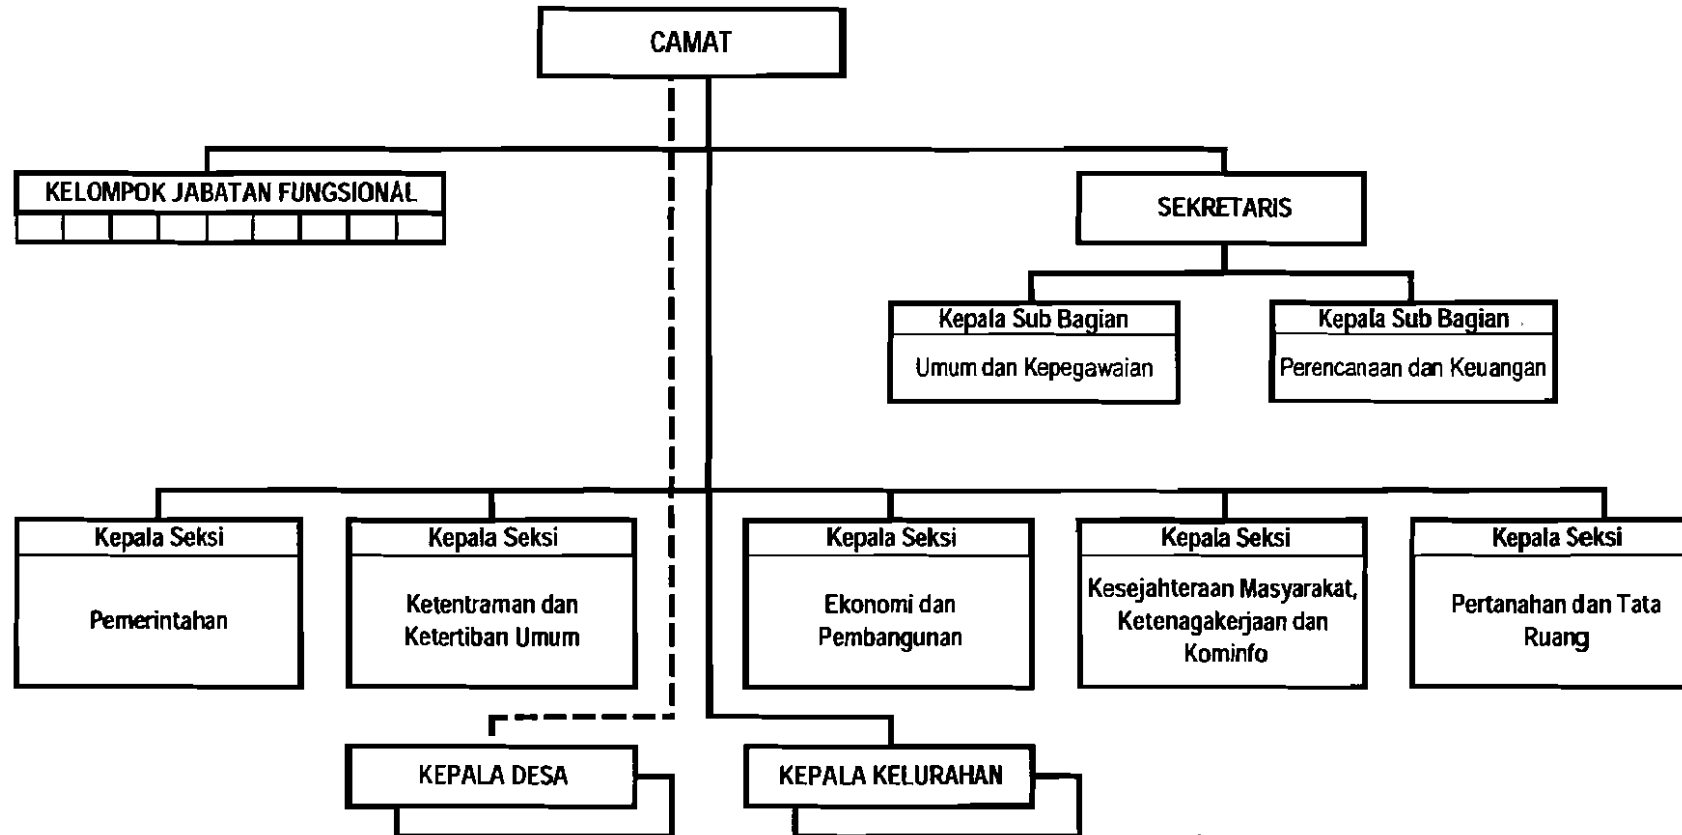 CAMAT
KELOMPOK JABATAN FUNGSIONAL
SEKRETARIS
Kepala Sub Bagian
Umum dan Kepegawaian
Kepala Sub Bagian
Perencanaan dan Keuangan
Kepala Seksi
Pemerintahan
Kepala Seksi
Ketentraman dan
Ketertiban Umum
Kepala Seksi
Ekonomi dan
Pembangunan
Kepala Seksi
Kesejahteraan Masyarakat,
Ketenagakerjaan dan
Kominfo
Kepala Seksi
Pertanahan dan Tata
Ruang
KEPALA DESA
KEPALA KELURAHAN